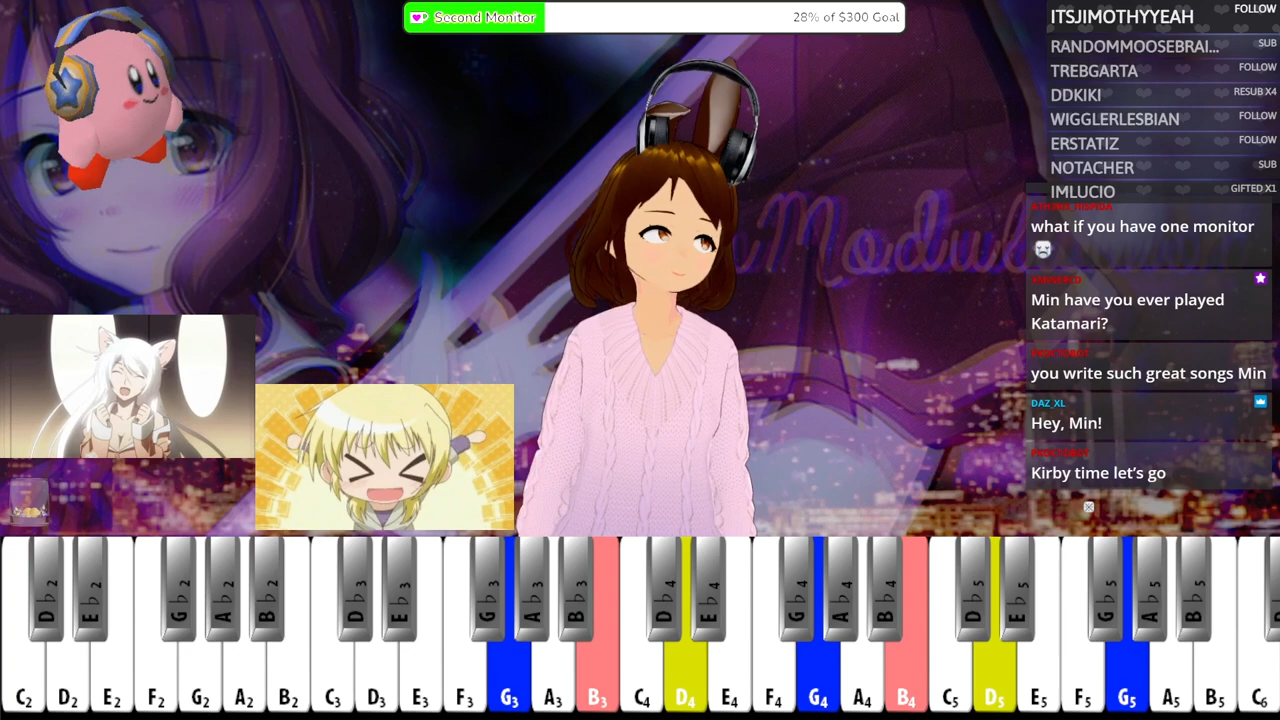 Second Monitor
28% of $300 Goal
ITSJIMOTHYYEAH FOLLOW
RANDOMMOOSEBRAI... SUB
TREBGARTA FOLLOW
DDKIKI RESUB X4
WIGGLERLESBIAN FOLLOW
ERSTATIZ FOLLOW
NOTACHER SUB
IMLUCIO GIFTED X1
what if you have one monitor
Min have you ever played
Katamari?
you write such great songs Min
DAZ_XL
Hey, Min!
Kirby time let's go
D♭2 E♭2 G♭2 A♭2 B♭2 D♭3 E♭3 G♭3 A♭3 B♭3 D♭4 E♭4 G♭4 A♭4 B♭4 D♭5 E♭5 G♭5 A♭5 B♭5
C2 D2 E2 F2 G2 A2 B2 C3 D3 E3 F3 G3 A3 B3 C4 D4 E4 F4 G4 A4 B4 C5 D5 E5 F5 G5 A5 B5 C6